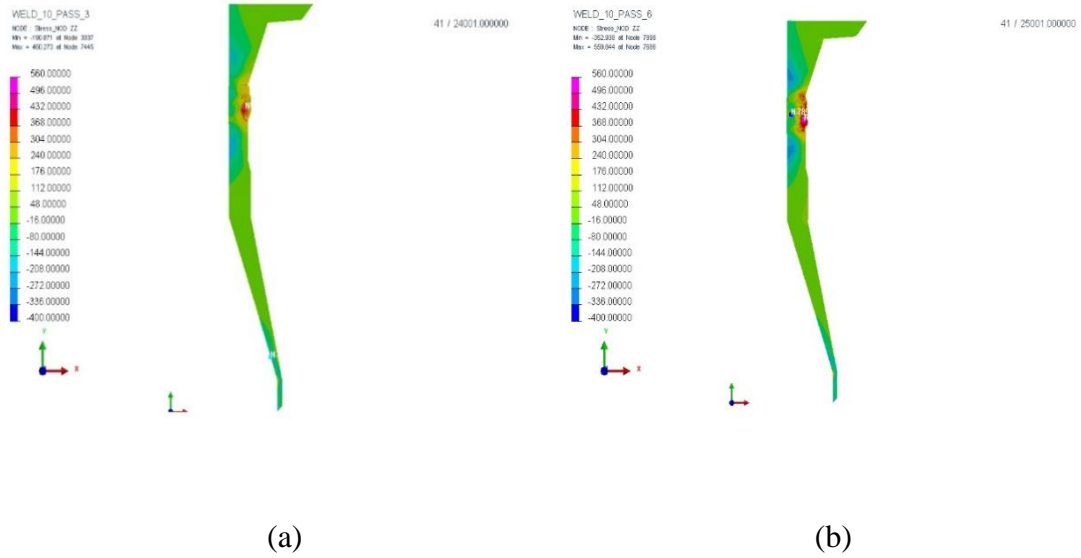 WELD_10_PASS_3
NODE : Stress_NOD ZZ
41 / 24001.000000
560.00000
496.00000
432.00000
368.00000
304.00000
240.00000
176.00000
112.00000
48.00000
-16.00000
-80.00000
-144.00000
-208.00000
-272.00000
-336.00000
-400.00000
Y
X
N
N
(a)
WELD_10_PASS_6
NODE : Stress_NOD ZZ
41 / 25001.000000
560.00000
496.00000
432.00000
368.00000
304.00000
240.00000
176.00000
112.00000
48.00000
-16.00000
-80.00000
-144.00000
-208.00000
-272.00000
-336.00000
-400.00000
Y
X
N
(b)